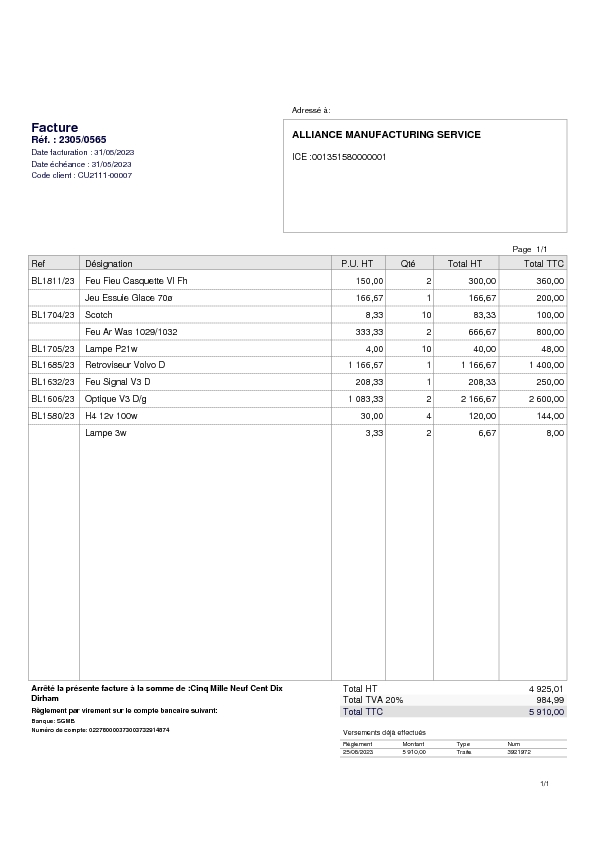 Adressé à:
Facture
Réf. : 2305/0565
Date facturation : 31/05/2023
Date échéance : 31/05/2023
Code client : CU2111-00007
ALLIANCE MANUFACTURING SERVICE
ICE :001351580000001
Page 1/1
Ref Désignation P.U. HT Qté Total HT Total TTC
BL1811/23 Feu Fleu Casquette Vl Fh 150,00 2 300,00 360,00
Jeu Essuie Glace 70ø 166,67 1 166,67 200,00
BL1704/23 Scotch 8,33 10 83,33 100,00
Feu Ar Was 1029/1032 333,33 2 666,67 800,00
BL1705/23 Lampe P21w 4,00 10 40,00 48,00
BL1685/23 Retroviseur Volvo D 1 166,67 1 1 166,67 1 400,00
BL1632/23 Feu Signal V3 D 208,33 1 208,33 250,00
BL1606/23 Optique V3 D/g 1 083,33 2 2 166,67 2 600,00
BL1580/23 H4 12v 100w 30,00 4 120,00 144,00
Lampe 3w 3,33 2 6,67 8,00
Arrêté la présente facture à la somme de :Cinq Mille Neuf Cent Dix
Dirham
Règlement par virement sur le compte bancaire suivant:
Banque: SGMB
Numéro de compte: 022780000373003732914874
Total HT 4 925,01
Total TVA 20% 984,99
Total TTC 5 910,00
Versements déjà effectués
Règlement Montant Type Num
25/08/2023 5 910,00 Traite 3921972
1/1